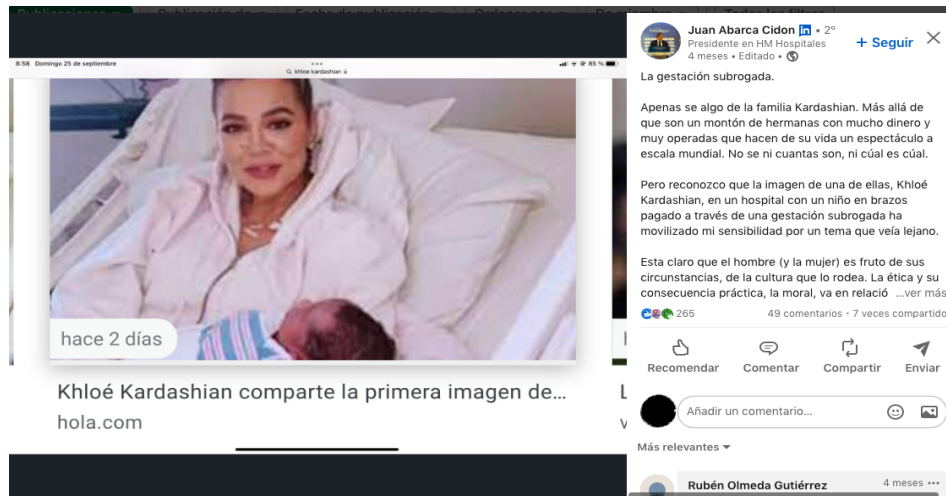 8:58 Domingo 25 de septiembre
khloe kardashian
85 %
hace 2 días
Khloé Kardashian comparte la primera imagen de...
hola.com
Juan Abarca Cidon in • 2°
Presidente en HM Hospitales
4 meses • Editado •
+ Seguir
La gestación subrogada.
Apenas se algo de la familia Kardashian. Más allá de
que son un montón de hermanas con mucho dinero y
muy operadas que hacen de su vida un espectáculo a
escala mundial. No se ni cuantas son, ni cúal es cúal.
Pero reconozco que la imagen de una de ellas, Khloé
Kardashian, en un hospital con un niño en brazos
pagado a través de una gestación subrogada ha
movilizado mi sensibilidad por un tema que veía lejano.
Esta claro que el hombre (y la mujer) es fruto de sus
circunstancias, de la cultura que lo rodea. La ética y su
consecuencia práctica, la moral, va en relació ...ver más
265
49 comentarios • 7 veces compartido
Recomendar Comentar Compartir Enviar
Añadir un comentario...
Más relevantes
Rubén Olmeda Gutiérrez
4 meses